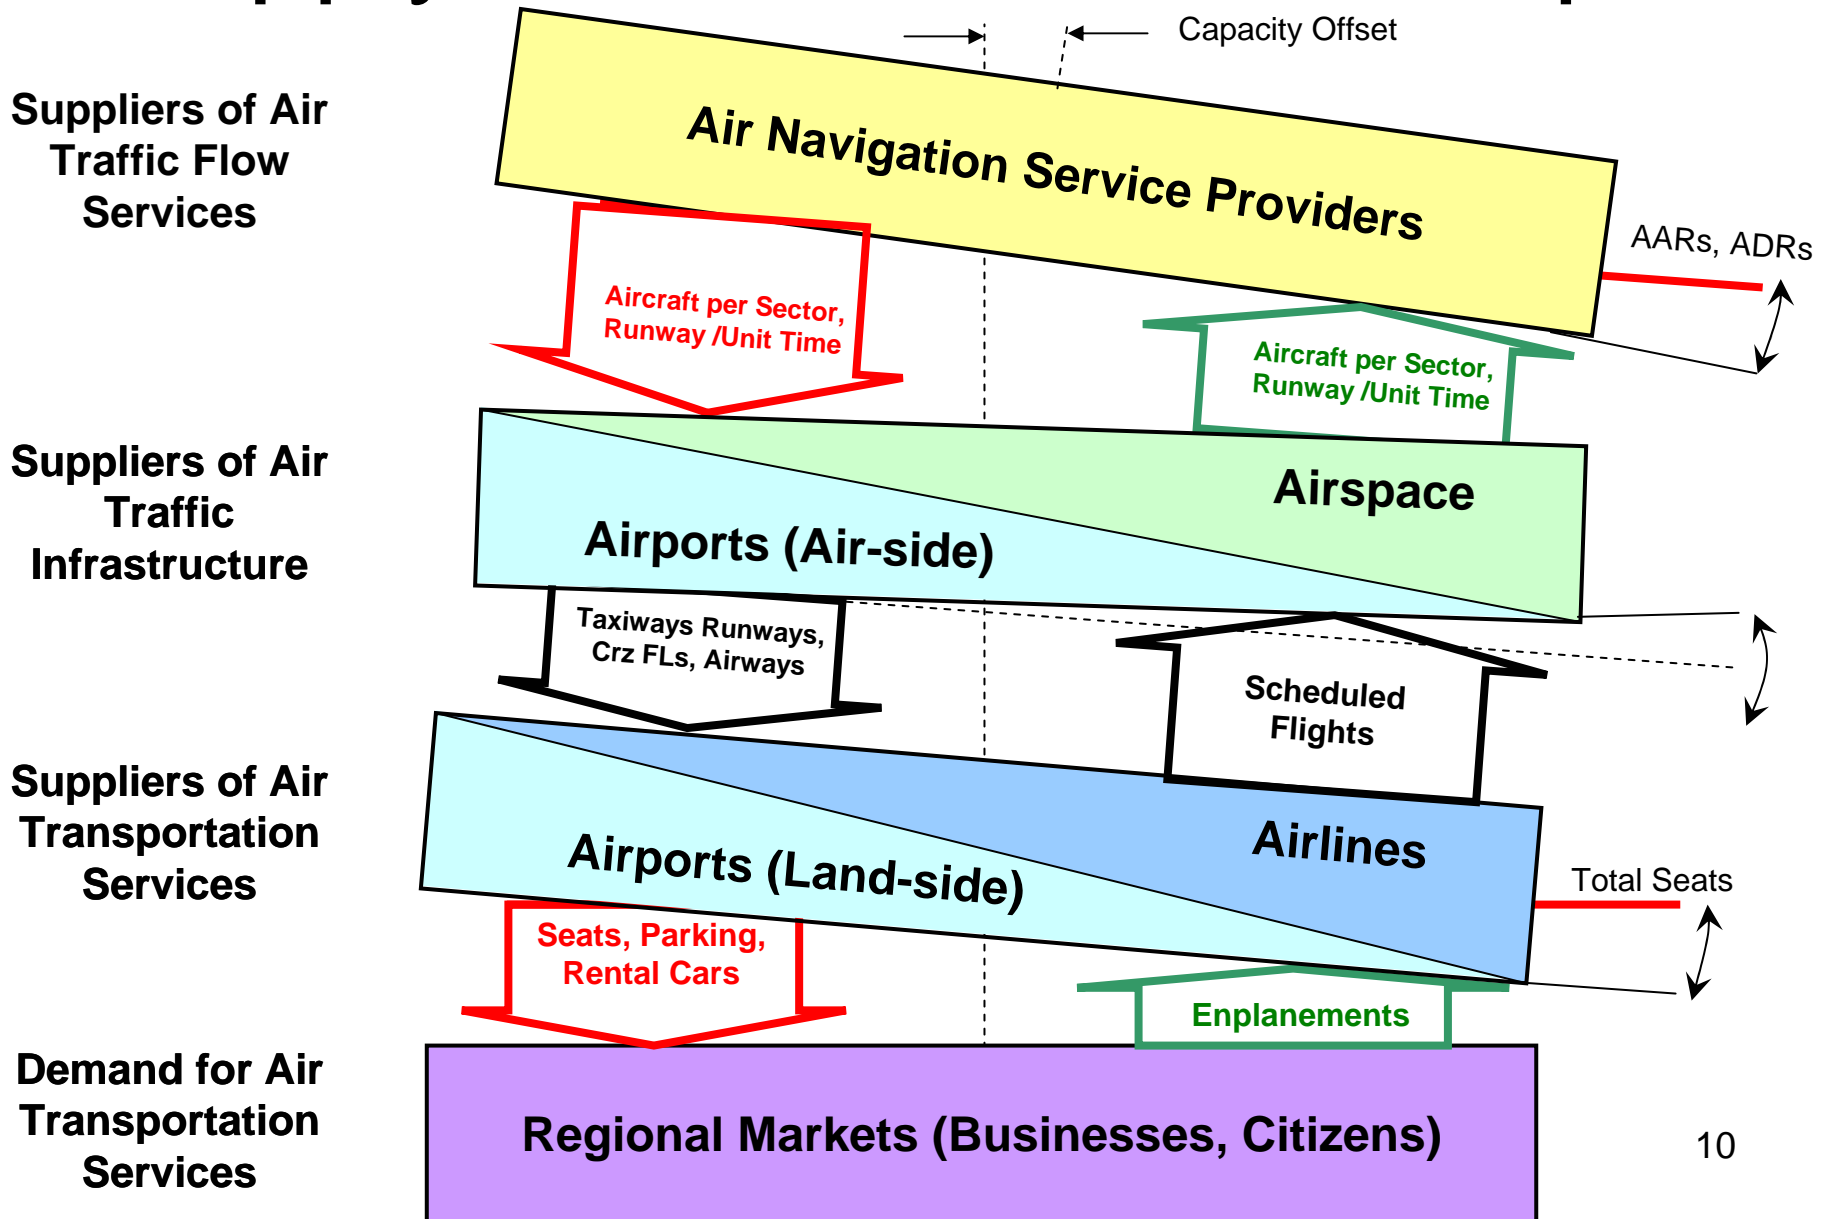 Capacity Offset
Suppliers of Air
Traffic Flow
Services
Air Navigation Service Providers
AARs, ADRs
Aircraft per Sector,
Runway /Unit Time
Aircraft per Sector,
Runway /Unit Time
Suppliers of Air
Traffic
Infrastructure
Airspace
Airports (Air-side)
Taxiways Runways,
Crz FLs, Airways
Scheduled
Flights
Suppliers of Air
Transportation
Services
Airlines
Airports (Land-side)
Total Seats
Seats, Parking,
Rental Cars
Enplanements
Demand for Air
Transportation
Services
Regional Markets (Businesses, Citizens)
10